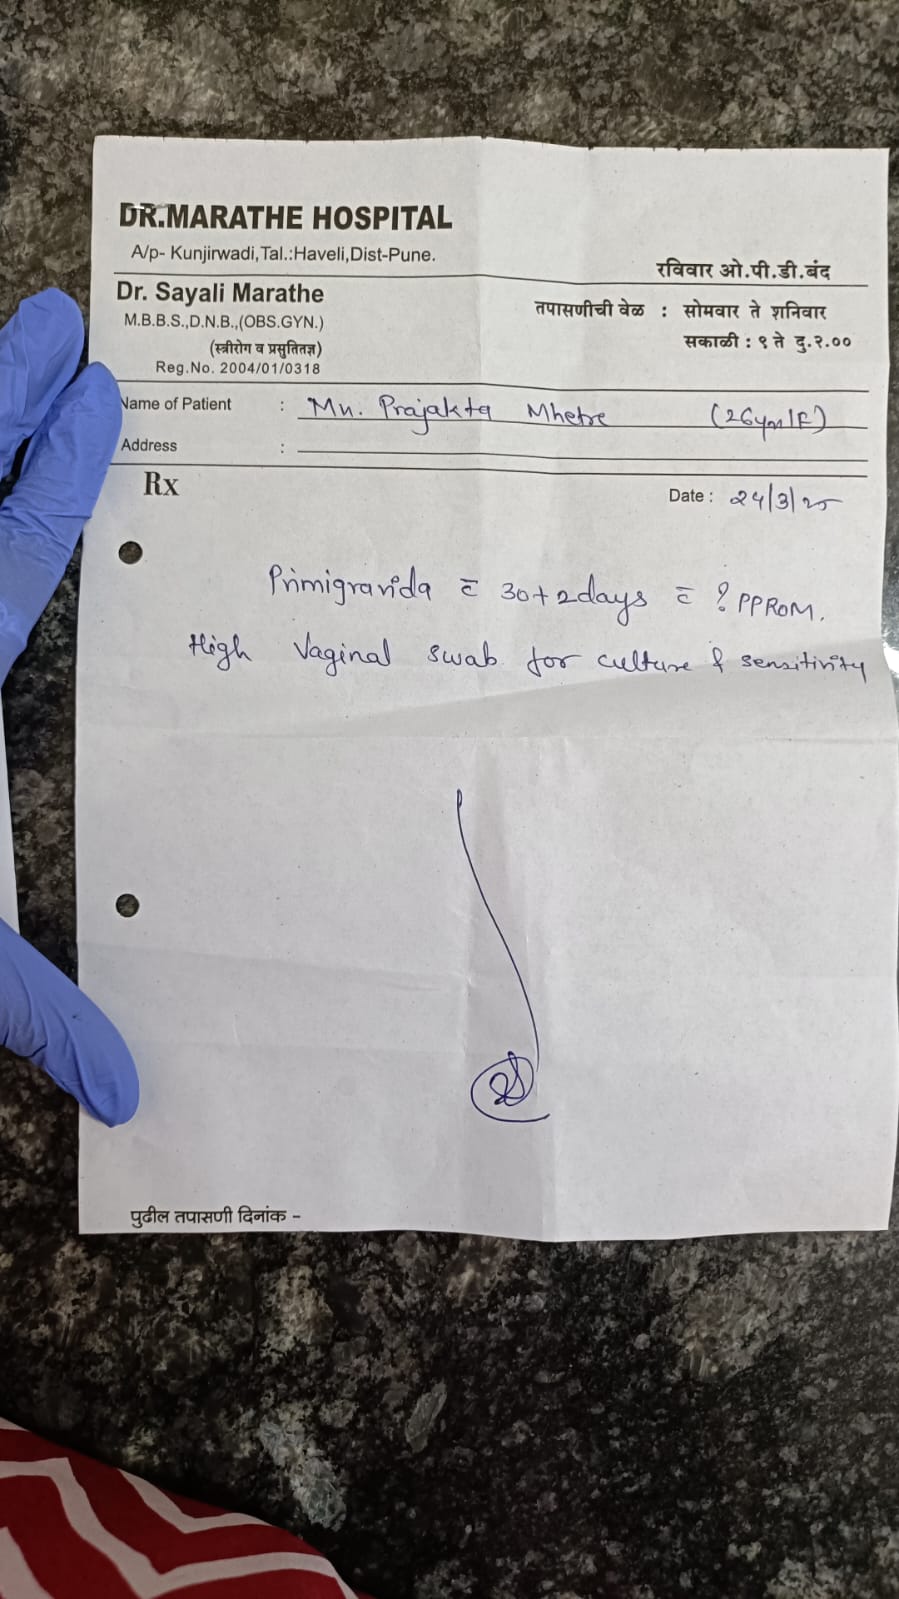 DR.MARATHE HOSPITAL
A/p- Kunjirwadi,Tal.:Haveli,Dist-Pune.
रविवार ओ.पी.डी.बंद
Dr. Sayali Marathe
M.B.B.S.,D.N.B.,(OBS.GYN.)
(स्त्रीरोग व प्रसुतितज्ञ)
Reg.No. 2004/01/0318
तपासणीची वेळ : सोमवार ते शनिवार
सकाळी : ९ ते दु.२.००
Name of Patient : Mrs. Prajakta Mhetre (26yrs/F)
Address :
Rx
Date : 24/3/25
Primigravida c̄ 30+2days c̄ ? PPROM.
High Vaginal swab for culture & sensitivity
पुढील तपासणी दिनांक -